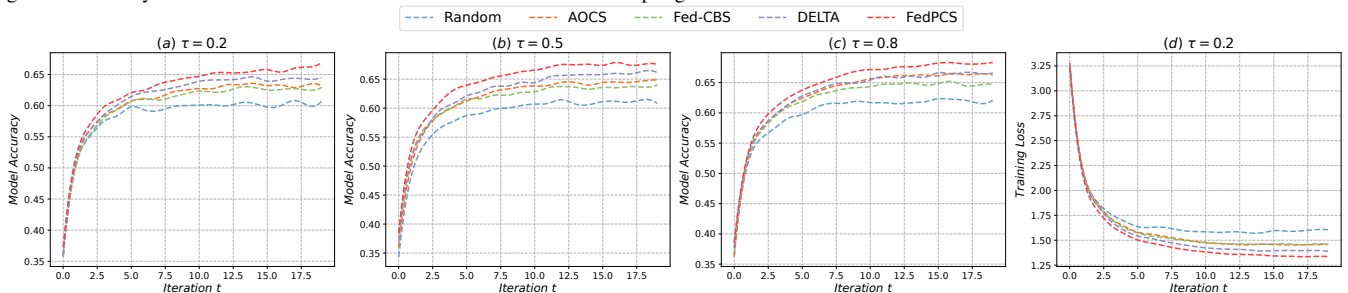 Random AOCS Fed-CBS DELTA FedPCS
(a) τ = 0.2
Model Accuracy
0.65
0.60
0.55
0.50
0.45
0.40
0.35
0.0 2.5 5.0 7.5 10.0 12.5 15.0 17.5
Iteration t
(b) τ = 0.5
Model Accuracy
0.65
0.60
0.55
0.50
0.45
0.40
0.35
0.0 2.5 5.0 7.5 10.0 12.5 15.0 17.5
Iteration t
(c) τ = 0.8
Model Accuracy
0.65
0.60
0.55
0.50
0.45
0.40
0.35
0.0 2.5 5.0 7.5 10.0 12.5 15.0 17.5
Iteration t
(d) τ = 0.2
Training Loss
3.25
3.00
2.75
2.50
2.25
2.00
1.75
1.50
1.25
0.0 2.5 5.0 7.5 10.0 12.5 15.0 17.5
Iteration t